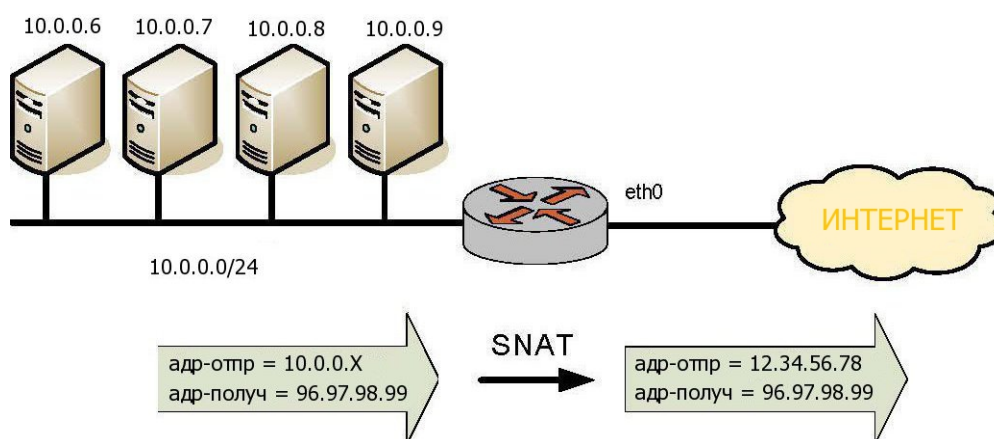 10.0.0.6
10.0.0.7
10.0.0.8
10.0.0.9
eth0
ИНТЕРНЕТ
10.0.0.0/24
адр-отпр = 10.0.0.X
адр-получ = 96.97.98.99
SNAT
адр-отпр = 12.34.56.78
адр-получ = 96.97.98.99